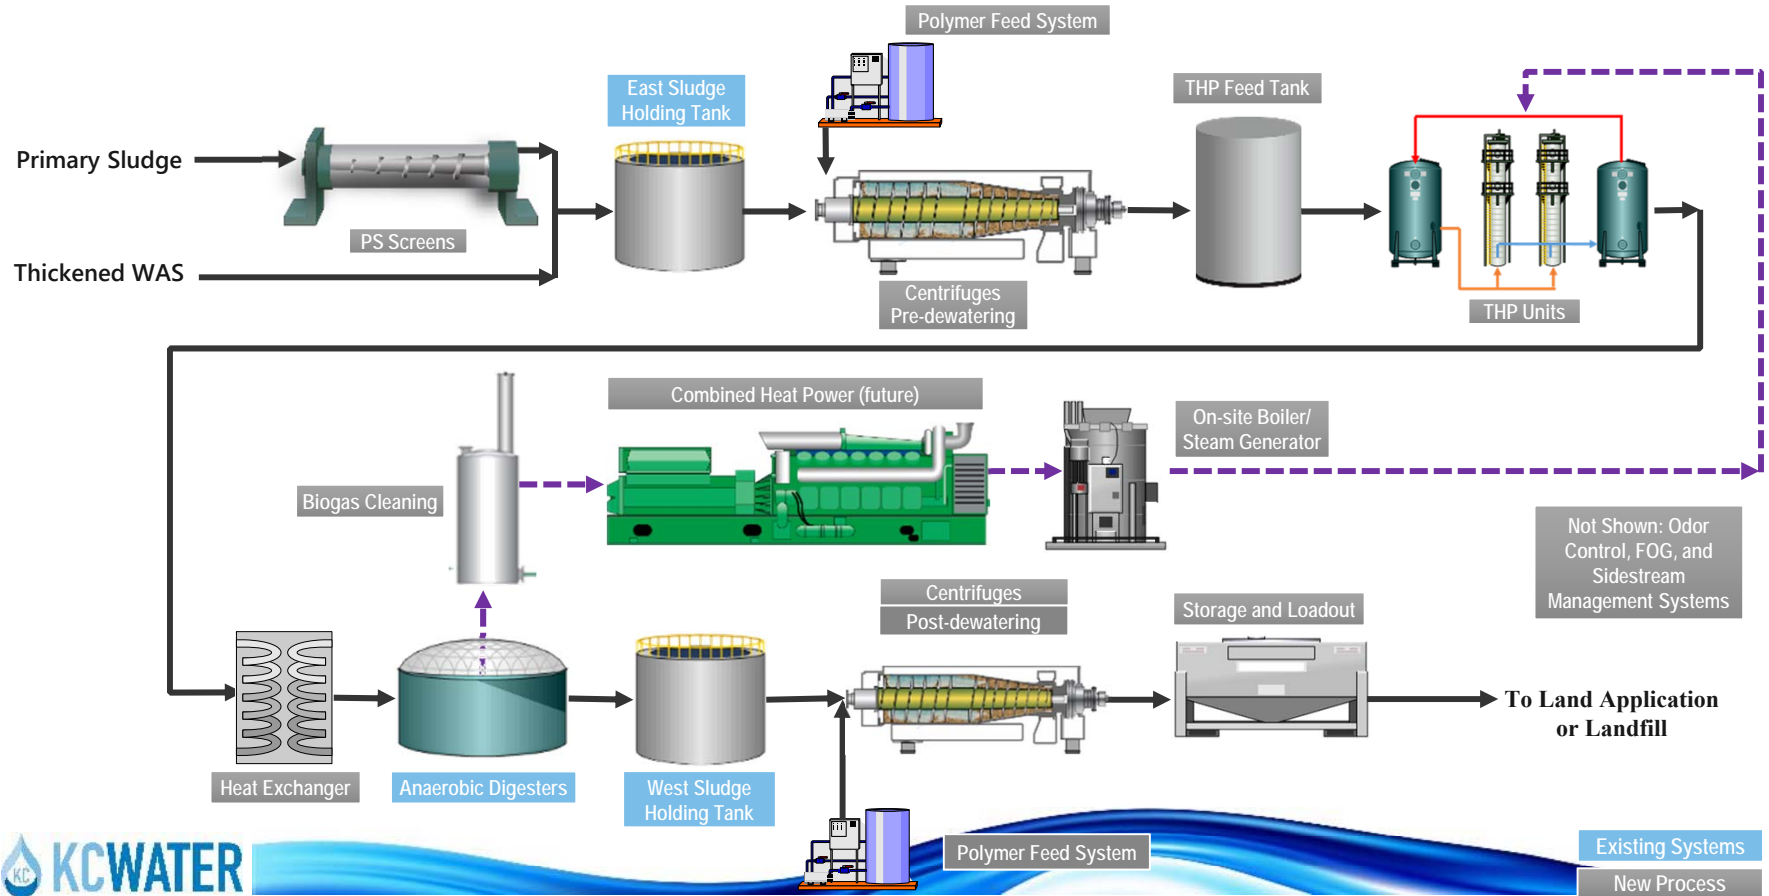 Polymer Feed System
East Sludge
Holding Tank
THP Feed Tank
Primary Sludge
PS Screens
Thickened WAS
Centrifuges
Pre-dewatering
THP Units
Combined Heat Power (future)
On-site Boiler/
Steam Generator
Biogas Cleaning
Not Shown: Odor
Control, FOG, and
Sidestream
Management Systems
Centrifuges
Post-dewatering
Storage and Loadout
To Land Application
or Landfill
Heat Exchanger
Anaerobic Digesters
West Sludge
Holding Tank
Polymer Feed System
Existing Systems
New Process
KC
KCWATER